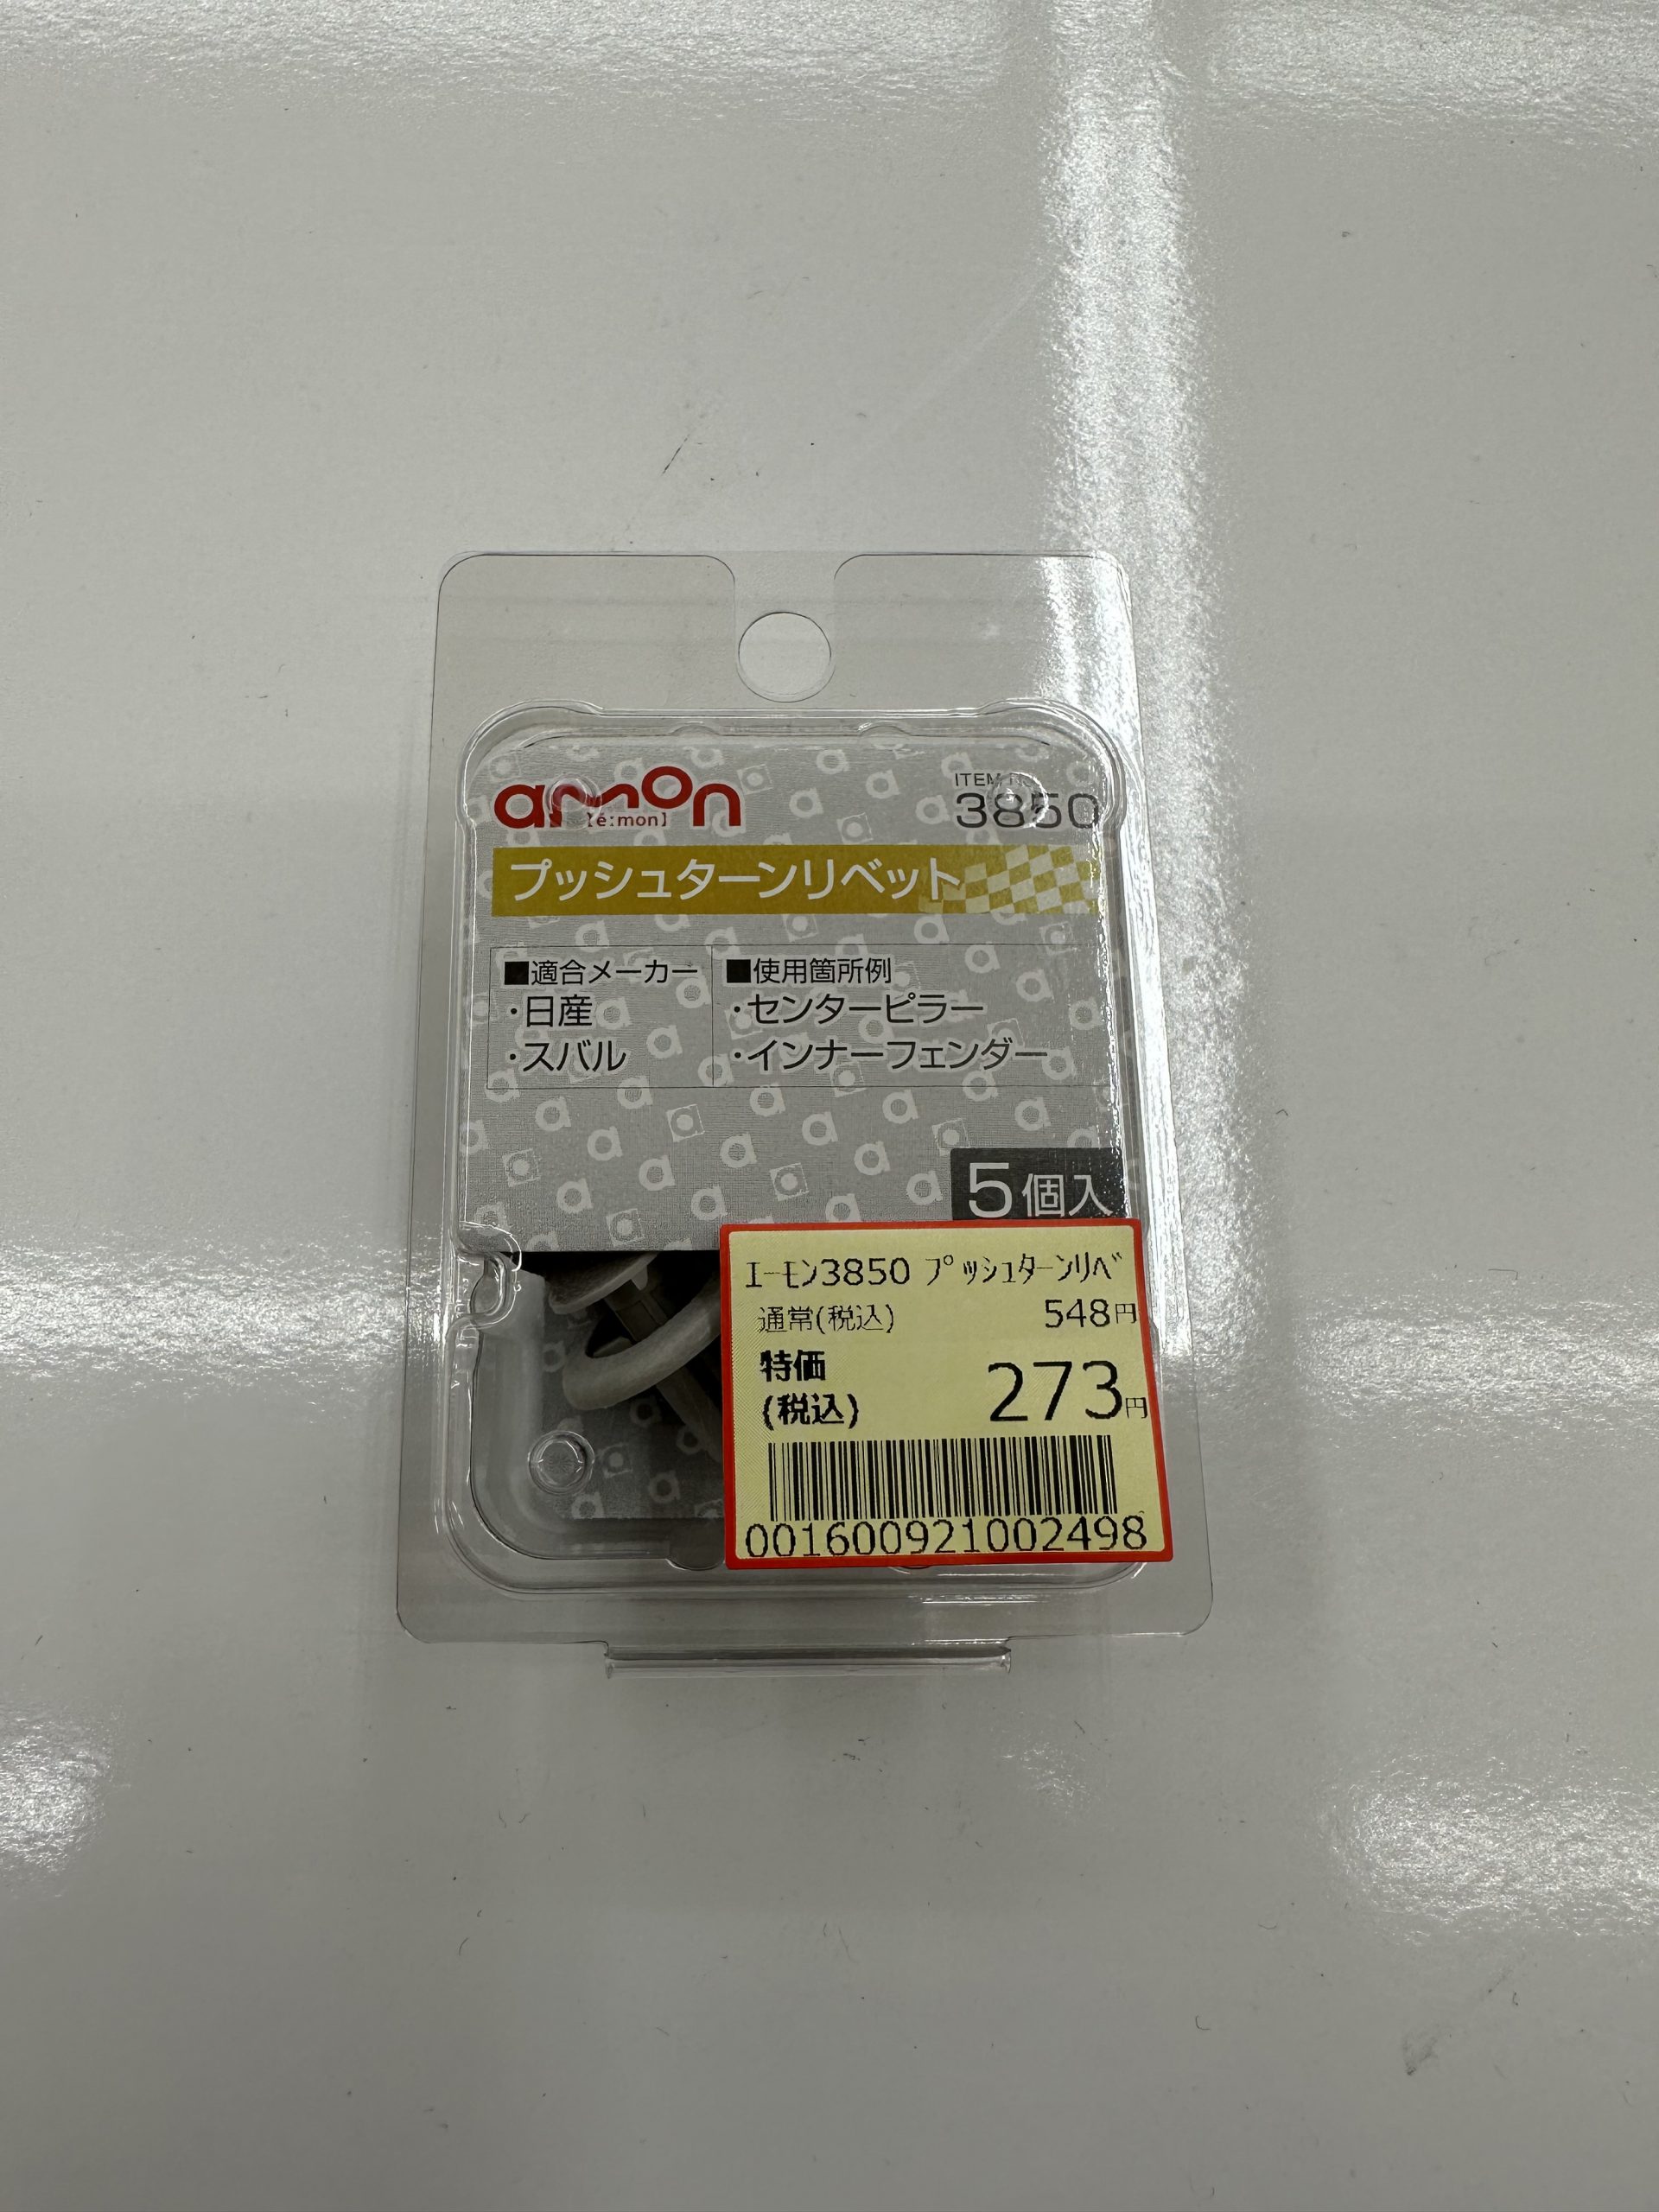 amon
【é:mon】
ITEM No.
3850
プッシュターンリベット
■適合メーカー
・日産
・スバル
■使用箇所例
・センターピラー
・インナーフェンダー
5個入
ｴｰﾓﾝ3850 ﾌﾟｯｼｭﾀｰﾝﾘﾍﾞ
通常(税込) 548円
特価
(税込) 273円
001600921002498